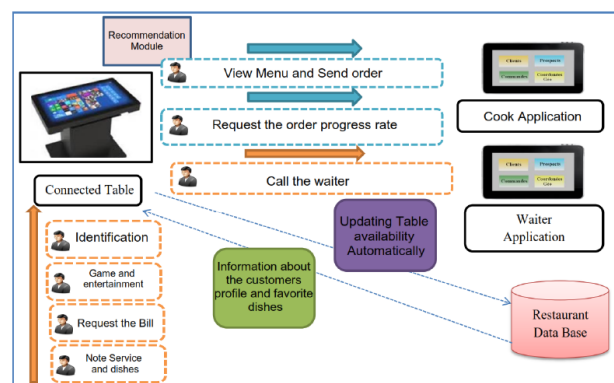 Recommendation
Module
View Menu and Send order
Request the order progress rate
Call the waiter
Cook Application
Connected Table
Waiter
Application
Identification
Game and
entertainment
Request the Bill
Note Service
and dishes
Updating Table
availability
Automatically
Information about
the customers
profile and favorite
dishes
Restaurant
Data Base